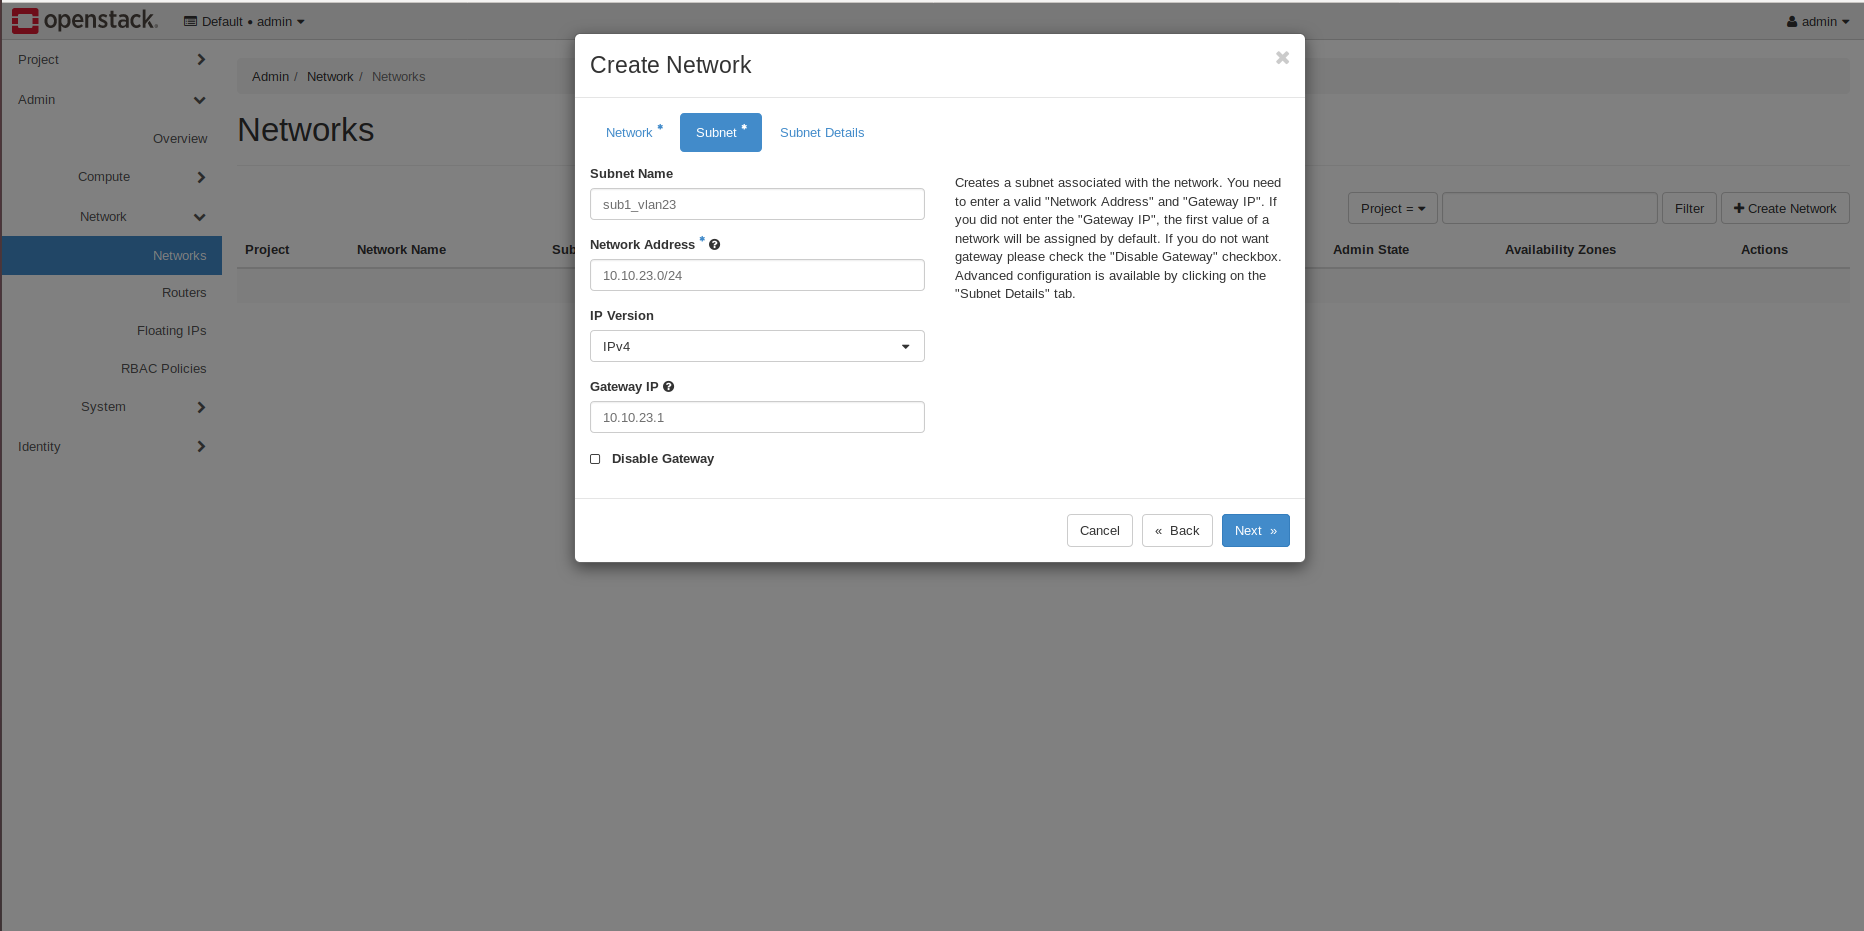 openstack.
Default • admin
admin
Project
Admin
Overview
Compute
Network
Networks
Routers
Floating IPs
RBAC Policies
System
Identity
Admin / Network / Networks
Networks
Project = 
Filter
Create Network
Project Network Name Sub Admin State Availability Zones Actions
Create Network
Network *
Subnet *
Subnet Details
Subnet Name
sub1_vlan23
Network Address *
10.10.23.0/24
IP Version
IPv4
Gateway IP
10.10.23.1
Disable Gateway
Creates a subnet associated with the network. You need
to enter a valid "Network Address" and "Gateway IP". If
you did not enter the "Gateway IP", the first value of a
network will be assigned by default. If you do not want
gateway please check the "Disable Gateway" checkbox.
Advanced configuration is available by clicking on the
"Subnet Details" tab.
Cancel
« Back
Next »